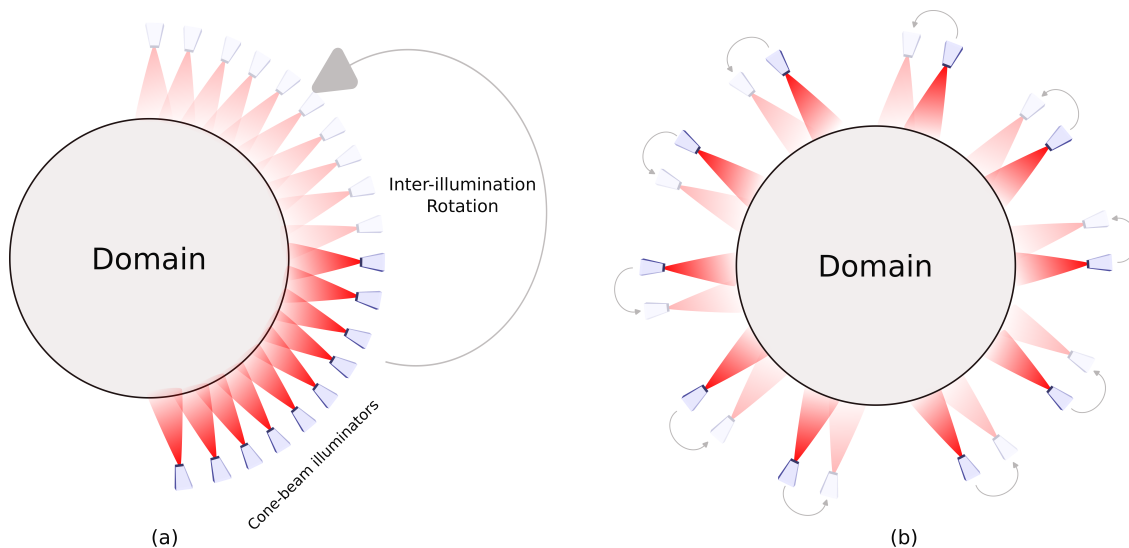 Inter-illumination
Rotation
Domain
Domain
Cone-beam illuminators
(a)
(b)